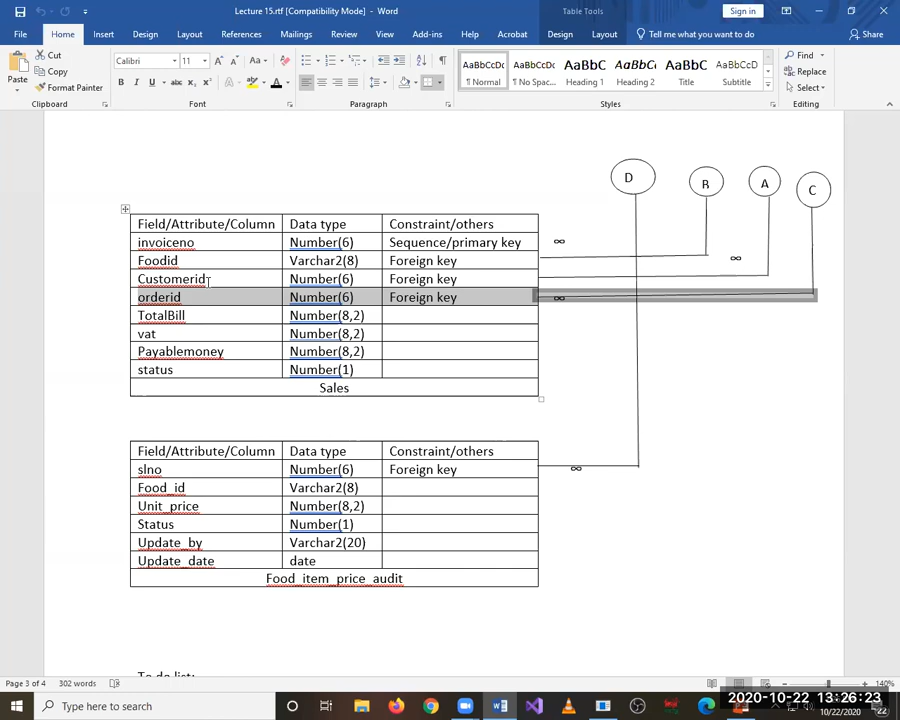 Lecture 15.rtf [Compatibility Mode] - Word
Table Tools
Sign in
File Home Insert Design Layout References Mailings Review View Add-ins Help Acrobat Design Layout Tell me what you want to do Share
Paste
Cut
Copy
Format Painter
Clipboard
Calibri 11
Font
Paragraph
AaBbCcDc AaBbCcDc AaBbCc AaBbCc AaBbC AaBbCcD
¶ Normal ¶ No Spac... Heading 1 Heading 2 Title Subtitle
Styles
Find
Replace
Select
Editing
D B A C
Field/Attribute/Column Data type Constraint/others
invoiceno Number(6) Sequence/primary key ∞
Foodid Varchar2(8) Foreign key ∞
Customerid Number(6) Foreign key
orderid Number(6) Foreign key ∞
TotalBill Number(8,2)
vat Number(8,2)
Payablemoney Number(8,2)
status Number(1)
Sales
Field/Attribute/Column Data type Constraint/others
slno Number(6) Foreign key ∞
Food_id Varchar2(8)
Unit_price Number(8,2)
Status Number(1)
Update_by Varchar2(20)
Update_date date
Food_item_price_audit
To do list:
Page 3 of 4 302 words 140%
Type here to search
2020-10-22 13:26:23
10/22/2020